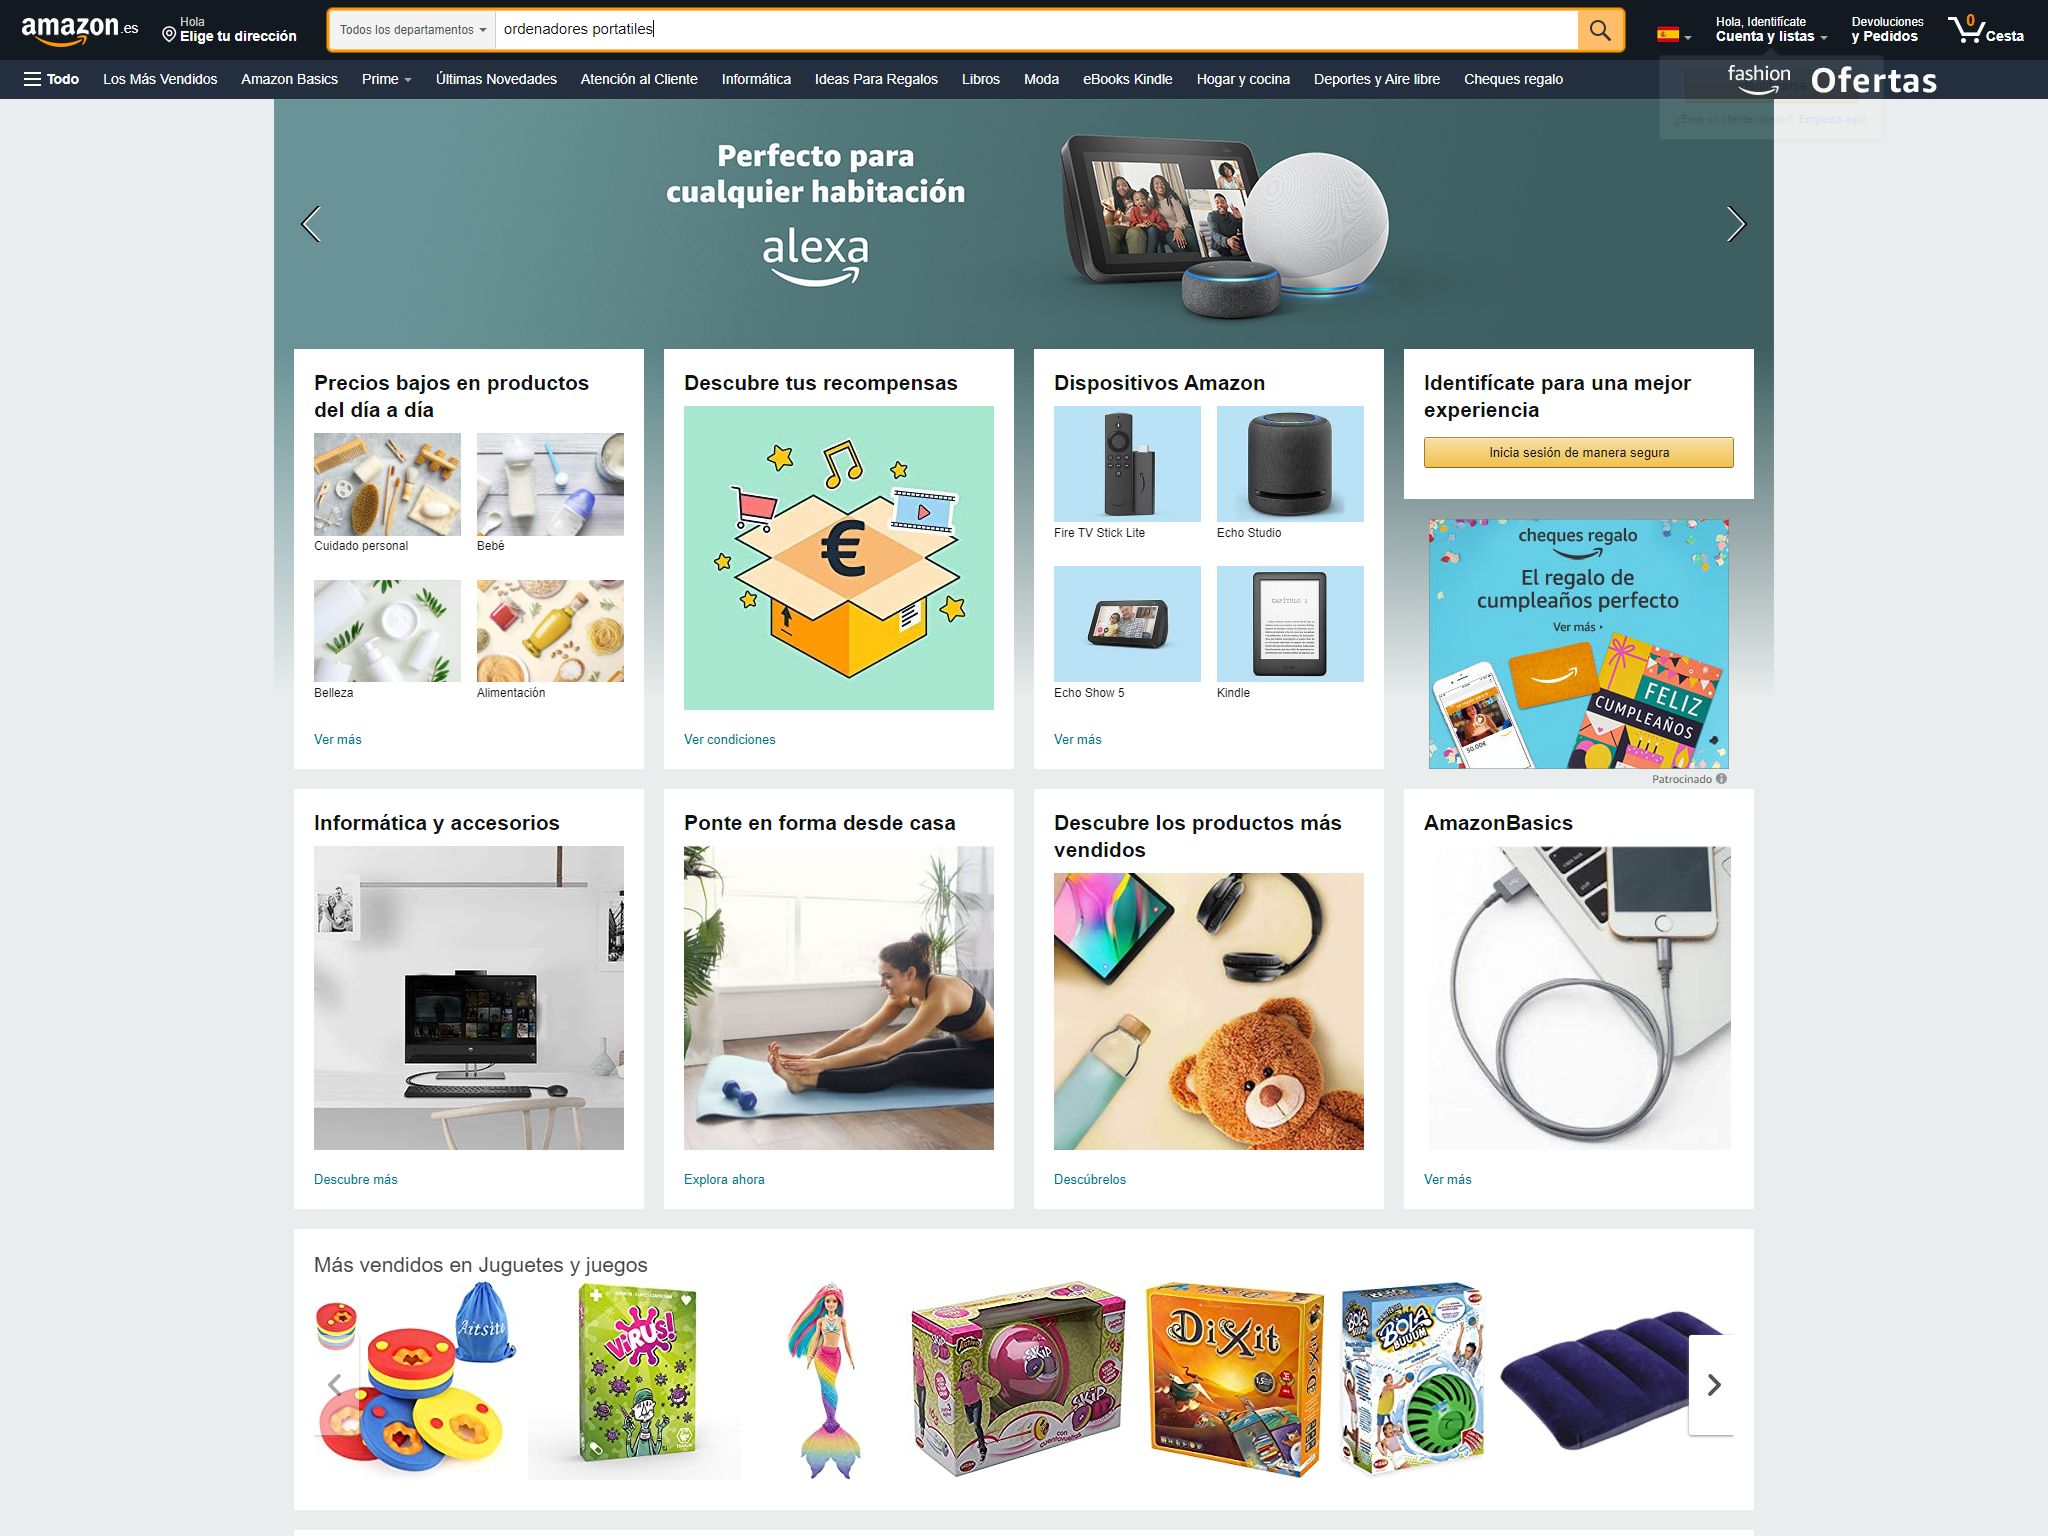 amazon.es
Hola
Elige tu dirección
Todos los departamentos
ordenadores portatiles
Hola, Identifícate
Cuenta y listas
Devoluciones
y Pedidos
0
Cesta
Todo
Los Más Vendidos
Amazon Basics
Prime
Últimas Novedades
Atención al Cliente
Informática
Ideas Para Regalos
Libros
Moda
eBooks Kindle
Hogar y cocina
Deportes y Aire libre
Cheques regalo
fashion
Ofertas
¿Eres un cliente nuevo? Empieza aquí.
Perfecto para
cualquier habitación
alexa
Precios bajos en productos
del día a día
Cuidado personal
Bebé
Belleza
Alimentación
Ver más
Descubre tus recompensas
€
Ver condiciones
Dispositivos Amazon
Fire TV Stick Lite
Echo Studio
CAPÍTULO 1
Echo Show 5
Kindle
Ver más
Identifícate para una mejor
experiencia
Inicia sesión de manera segura
cheques regalo
El regalo de
cumpleaños perfecto
Ver más
50.00€
FELIZ
CUMPLEAÑOS
Patrocinado
Informática y accesorios
Descubre más
Ponte en forma desde casa
Explora ahora
Descubre los productos más
vendidos
Descúbrelos
AmazonBasics
Ver más
Más vendidos en Juguetes y juegos
Aitsite
ViRUS!
SKIP
con
cuentavueltas
DiXit
BOLA
BUUUM